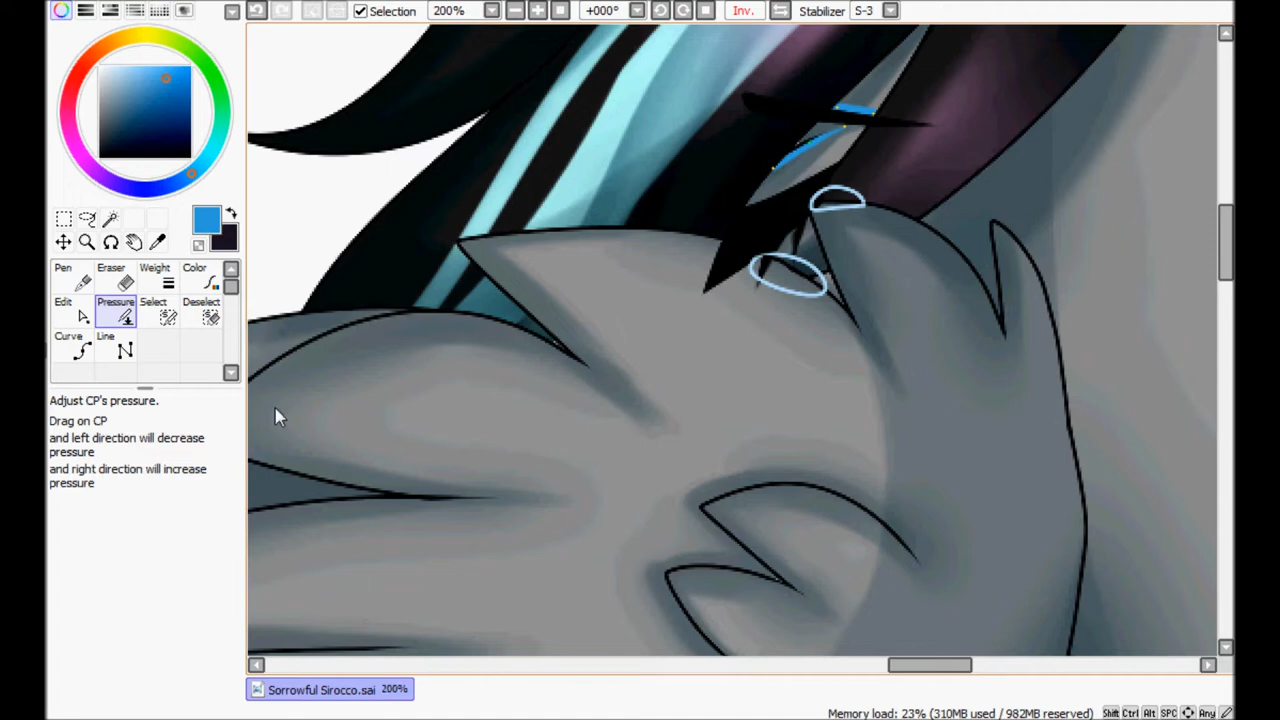 Selection 200% +000° Inv. Stabilizer S-3
Pen Eraser Weight Color
Edit Pressure Select Deselect
Curve Line
Adjust CP's pressure.
Drag on CP
and left direction will decrease
pressure
and right direction will increase
pressure
Sorrowful Sirocco.sai 200%
Memory load: 23% (310MB used / 982MB reserved) Shift Ctrl Alt SPC Any